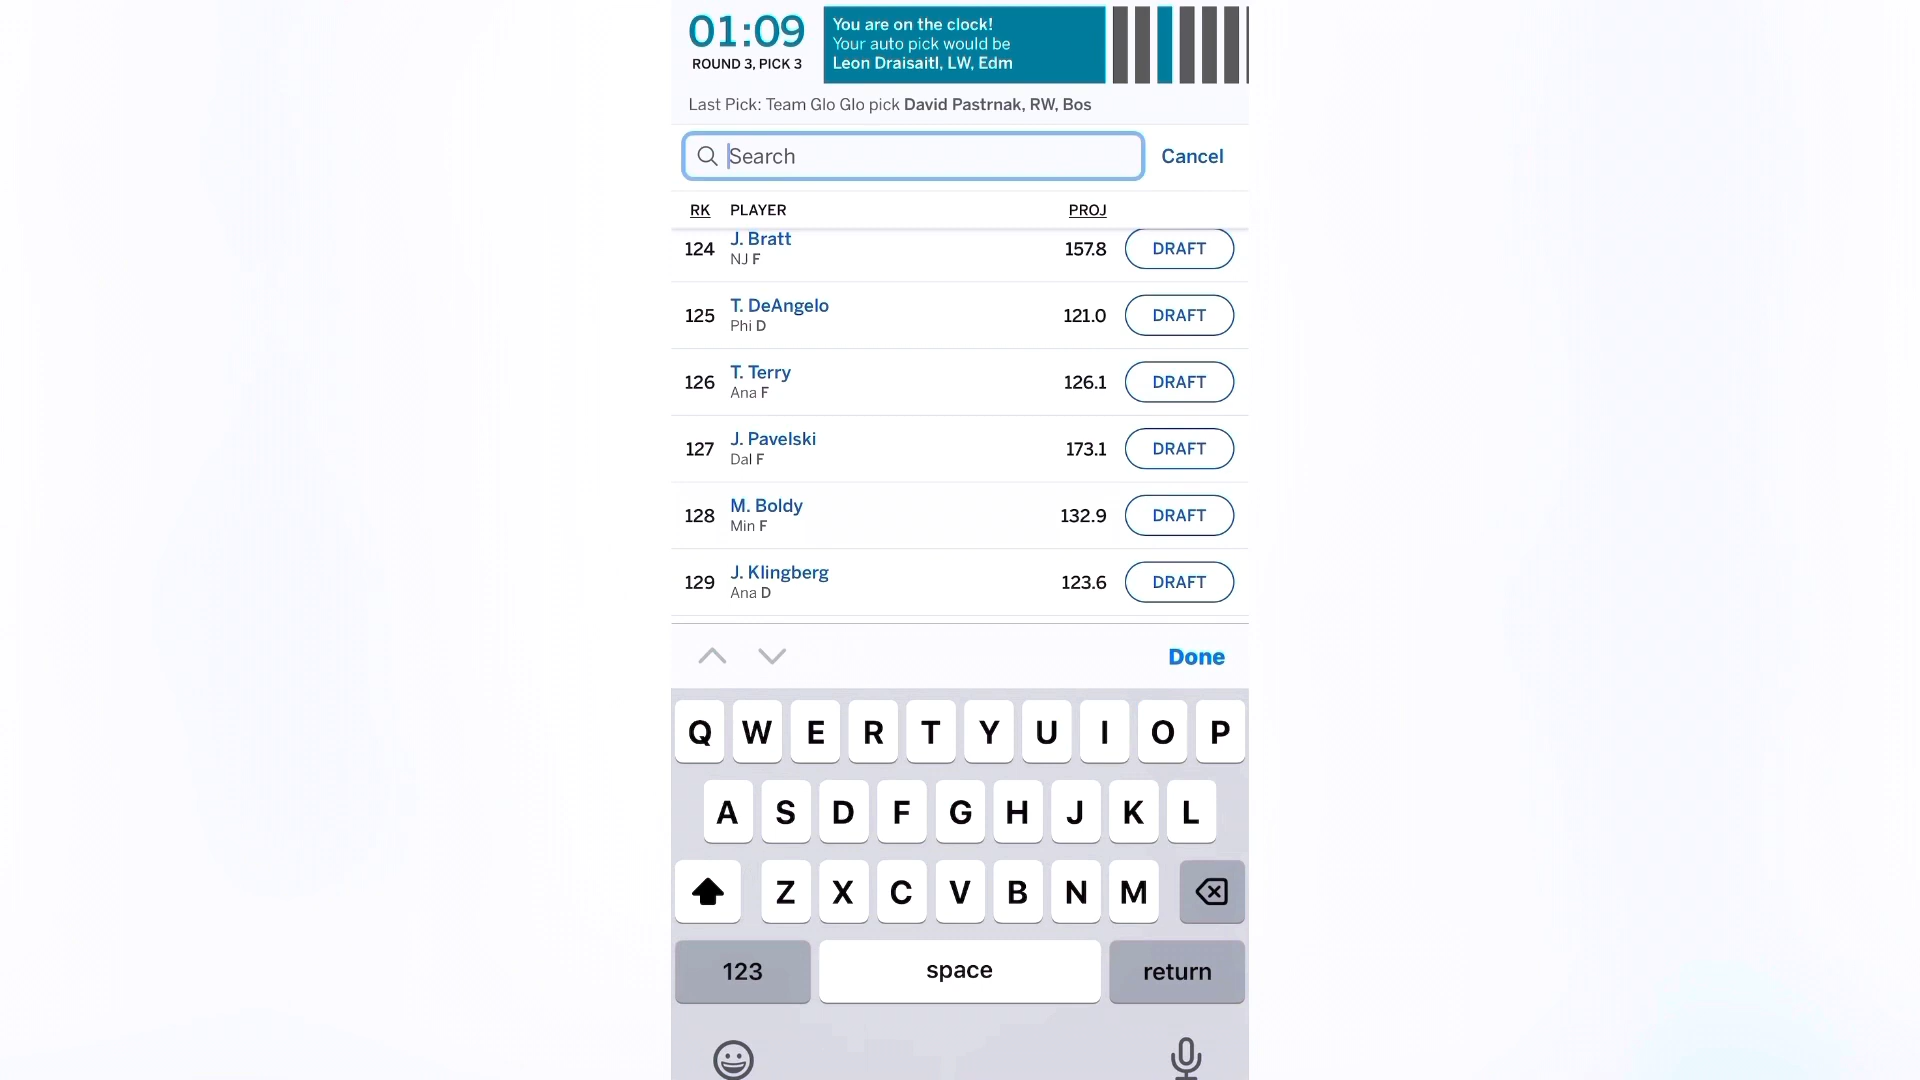 01:09
ROUND 3, PICK 3
You are on the clock!
Your auto pick would be
Leon Draisaitl, LW, Edm
Last Pick: Team Glo Glo pick David Pastrnak, RW, Bos
Search
Cancel
RK PLAYER PROJ
124 J. Bratt 157.8 DRAFT
NJ F
125 T. DeAngelo 121.0 DRAFT
Phi D
126 T. Terry 126.1 DRAFT
Ana F
127 J. Pavelski 173.1 DRAFT
Dal F
128 M. Boldy 132.9 DRAFT
Min F
129 J. Klingberg 123.6 DRAFT
Ana D
Done
Q W E R T Y U I O P
A S D F G H J K L
Z X C V B N M
123 space return